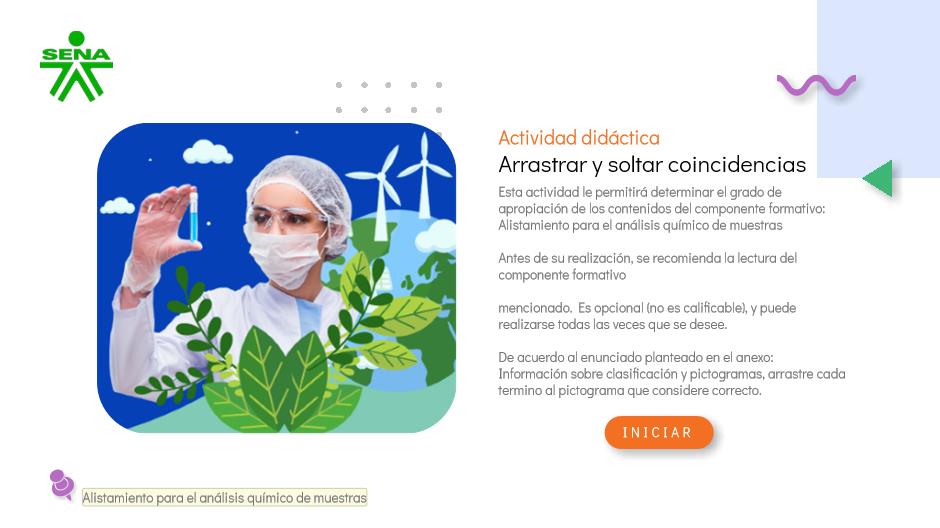 SENA
Actividad didáctica
Arrastrar y soltar coincidencias
Esta actividad le permitirá determinar el grado de
apropiación de los contenidos del componente formativo:
Alistamiento para el análisis químico de muestras
Antes de su realización, se recomienda la lectura del
componente formativo
mencionado. Es opcional (no es calificable), y puede
realizarse todas las veces que se desee.
De acuerdo al enunciado planteado en el anexo:
Información sobre clasificación y pictogramas, arrastre cada
termino al pictograma que considere correcto.
INICIAR
Alistamiento para el análisis químico de muestras